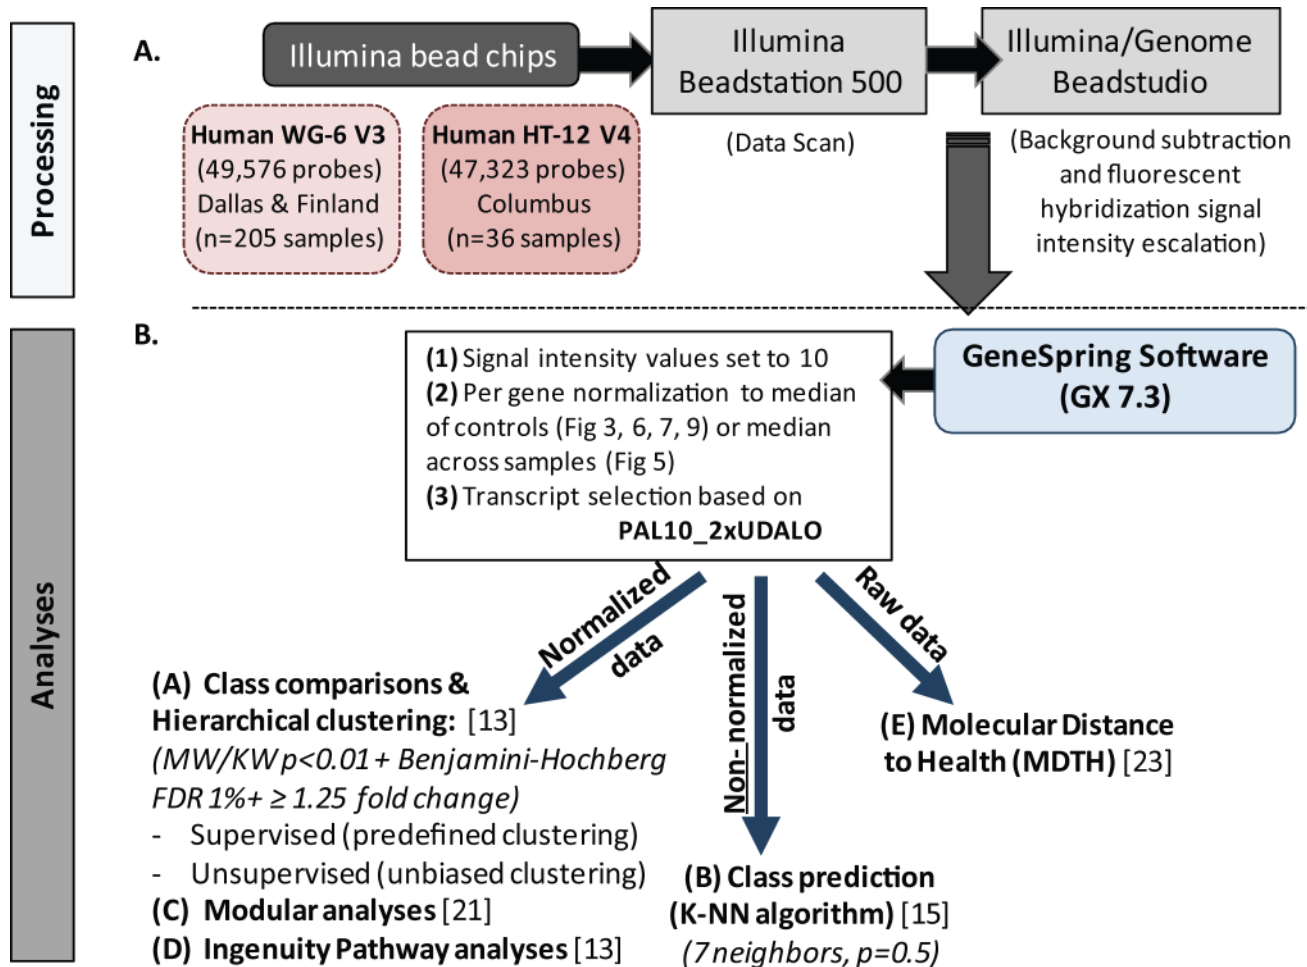 Processing
A.
Illumina bead chips
Illumina
Beadstation 500
(Data Scan)
Illumina/Genome
Beadstudio
(Background subtraction
and fluorescent
hybridization signal
intensity escalation)
Human WG-6 V3
(49,576 probes)
Dallas & Finland
(n=205 samples)
Human HT-12 V4
(47,323 probes)
Columbus
(n=36 samples)
Analyses
B.
GeneSpring Software
(GX 7.3)
(1) Signal intensity values set to 10
(2) Per gene normalization to median
of controls (Fig 3, 6, 7, 9) or median
across samples (Fig 5)
(3) Transcript selection based on
PAL10_2xUDALO
Normalized
data
Non-normalized
data
Raw data
(A) Class comparisons &
Hierarchical clustering: [13]
(MW/KW p<0.01 + Benjamini-Hochberg
FDR 1%+ ≥ 1.25 fold change)
- Supervised (predefined clustering)
- Unsupervised (unbiased clustering)
(C) Modular analyses [21]
(D) Ingenuity Pathway analyses [13]
(B) Class prediction
(K-NN algorithm) [15]
(7 neighbors, p=0.5)
(E) Molecular Distance
to Health (MDTH) [23]